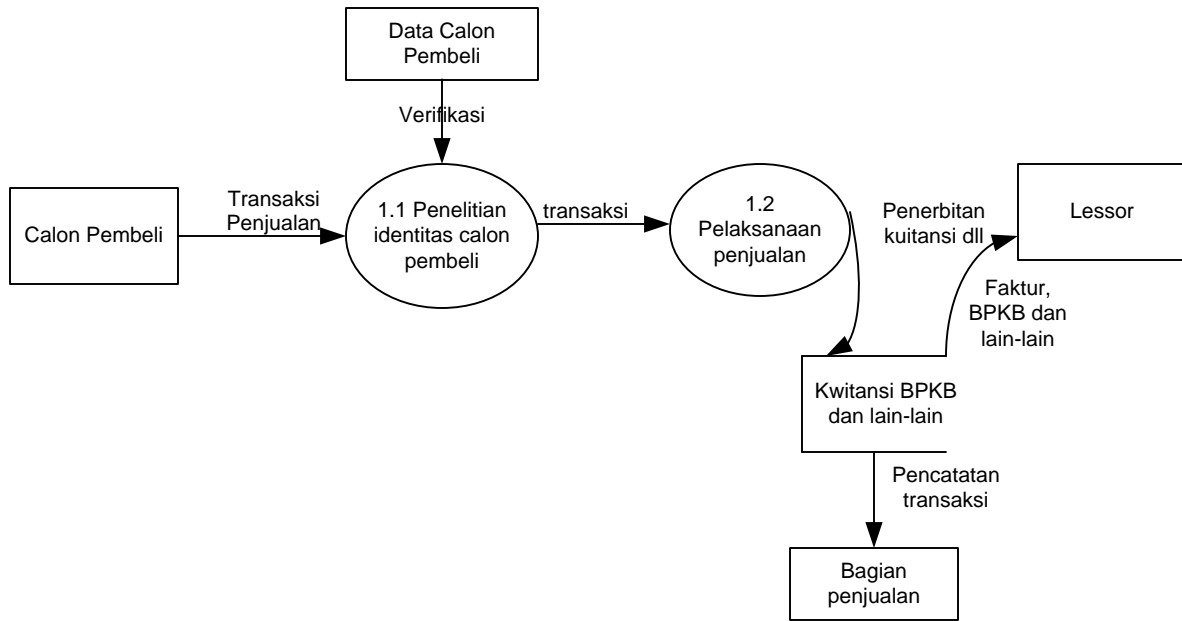 Data Calon
Pembeli
Verifikasi
Calon Pembeli
Transaksi
Penjualan
1.1 Penelitian
identitas calon
pembeli
transaksi
1.2
Pelaksanaan
penjualan
Penerbitan
kuitansi dll
Lessor
Faktur,
BPKB dan
lain-lain
Kwitansi BPKB
dan lain-lain
Pencatatan
transaksi
Bagian
penjualan